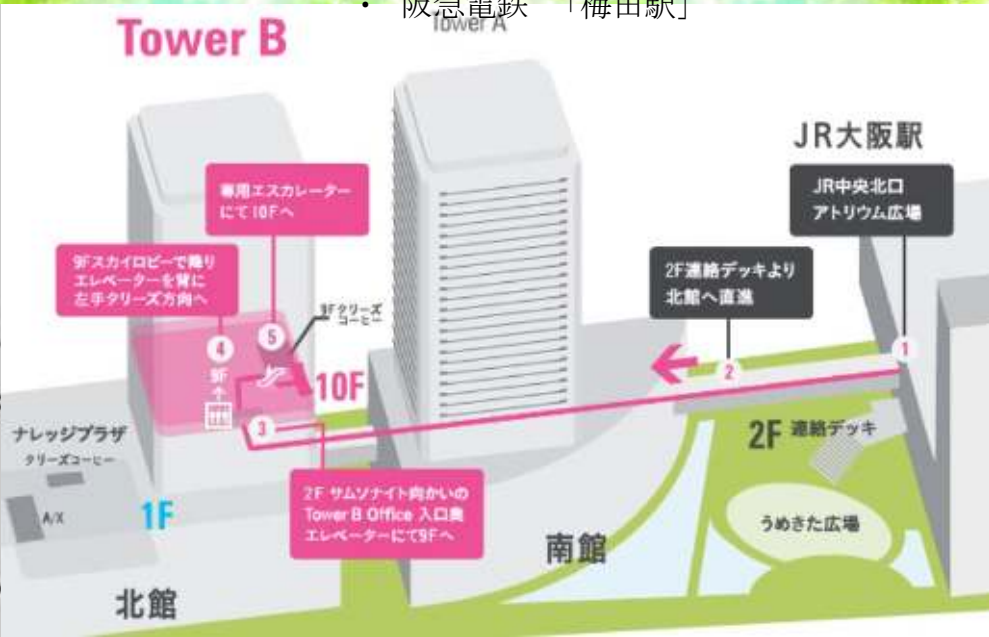 ・ 阪急電鉄 「梅田駅」
Tower B
Tower A
JR大阪駅
専用エスカレーター
にて10Fへ
JR中央北口
アトリウム広場
9Fスカイロビーで降り
エレベーターを背に
左手タリーズ方向へ
2F連絡デッキより
北館へ直進
9Fタリーズ
コーヒー
1
2
3
4
5
9F
10F
2F 連絡デッキ
ナレッジプラザ
タリーズコーヒー
A/X
1F
2F サムソナイト向かいの
Tower B Office 入口奥
エレベーターにて9Fへ
うめきた広場
南館
北館